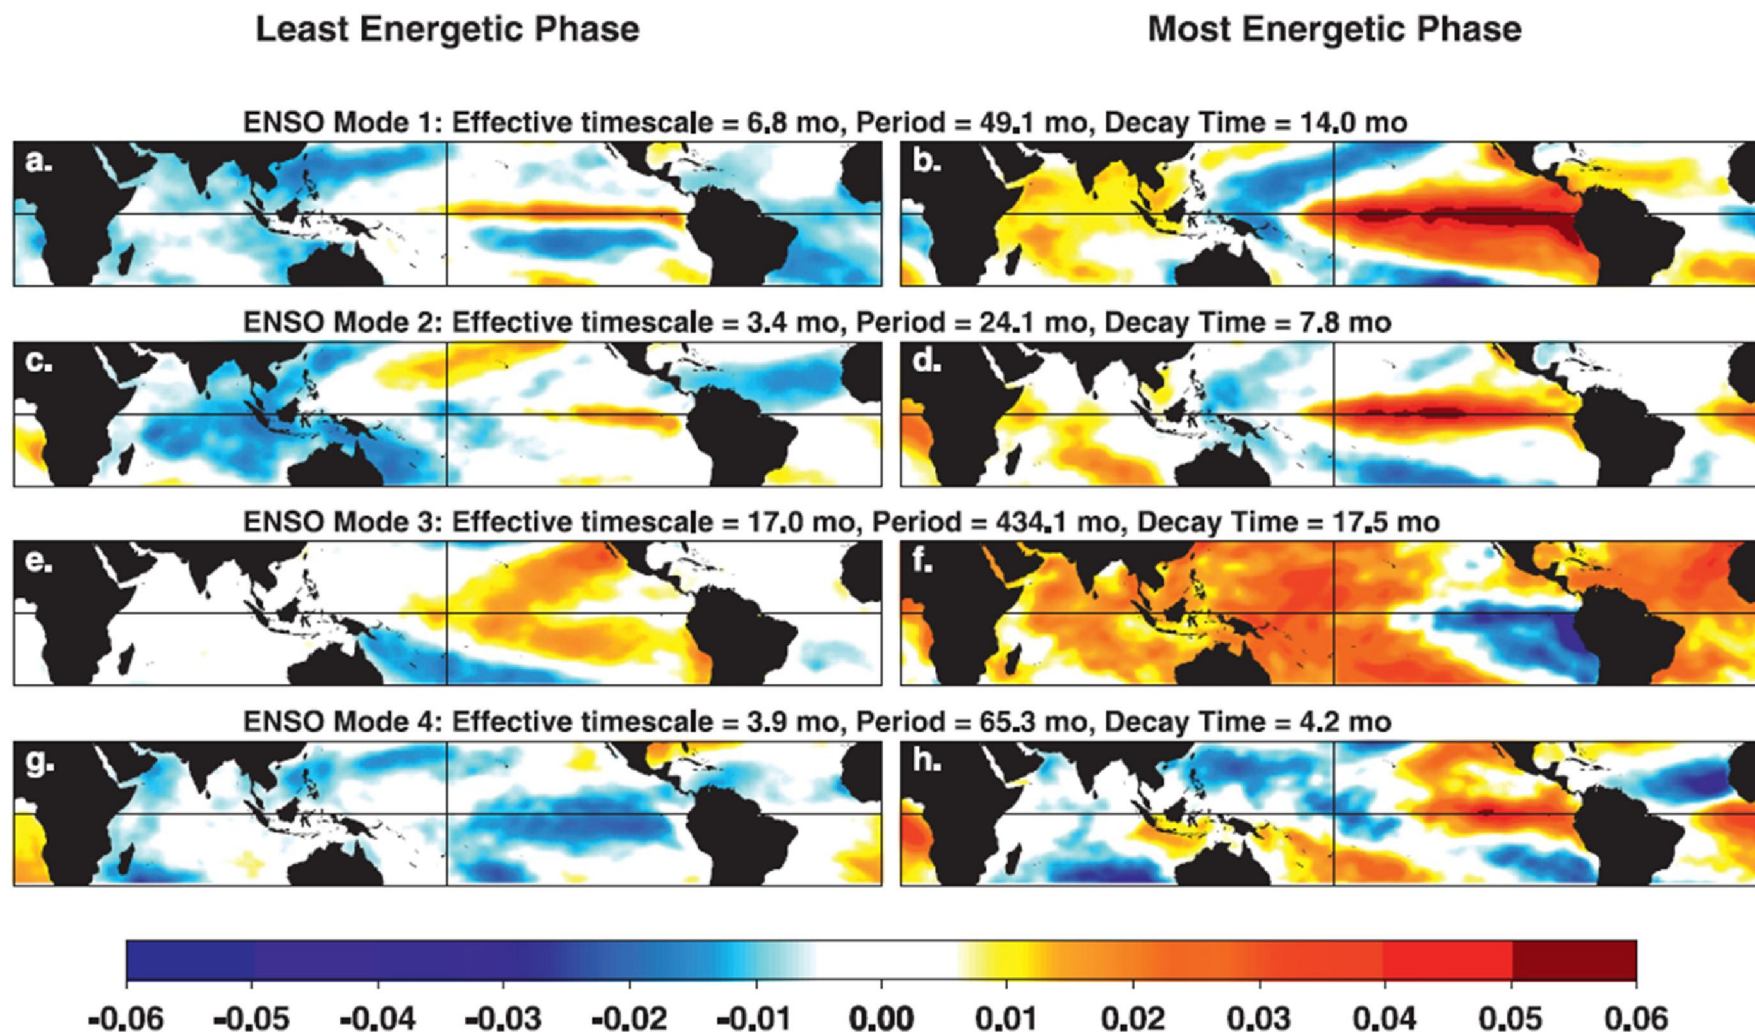 Least Energetic Phase
Most Energetic Phase
ENSO Mode 1: Effective timescale = 6.8 mo, Period = 49.1 mo, Decay Time = 14.0 mo
a.
b.
ENSO Mode 2: Effective timescale = 3.4 mo, Period = 24.1 mo, Decay Time = 7.8 mo
c.
d.
ENSO Mode 3: Effective timescale = 17.0 mo, Period = 434.1 mo, Decay Time = 17.5 mo
e.
f.
ENSO Mode 4: Effective timescale = 3.9 mo, Period = 65.3 mo, Decay Time = 4.2 mo
g.
h.
-0.06 -0.05 -0.04 -0.03 -0.02 -0.01 0.00 0.01 0.02 0.03 0.04 0.05 0.06